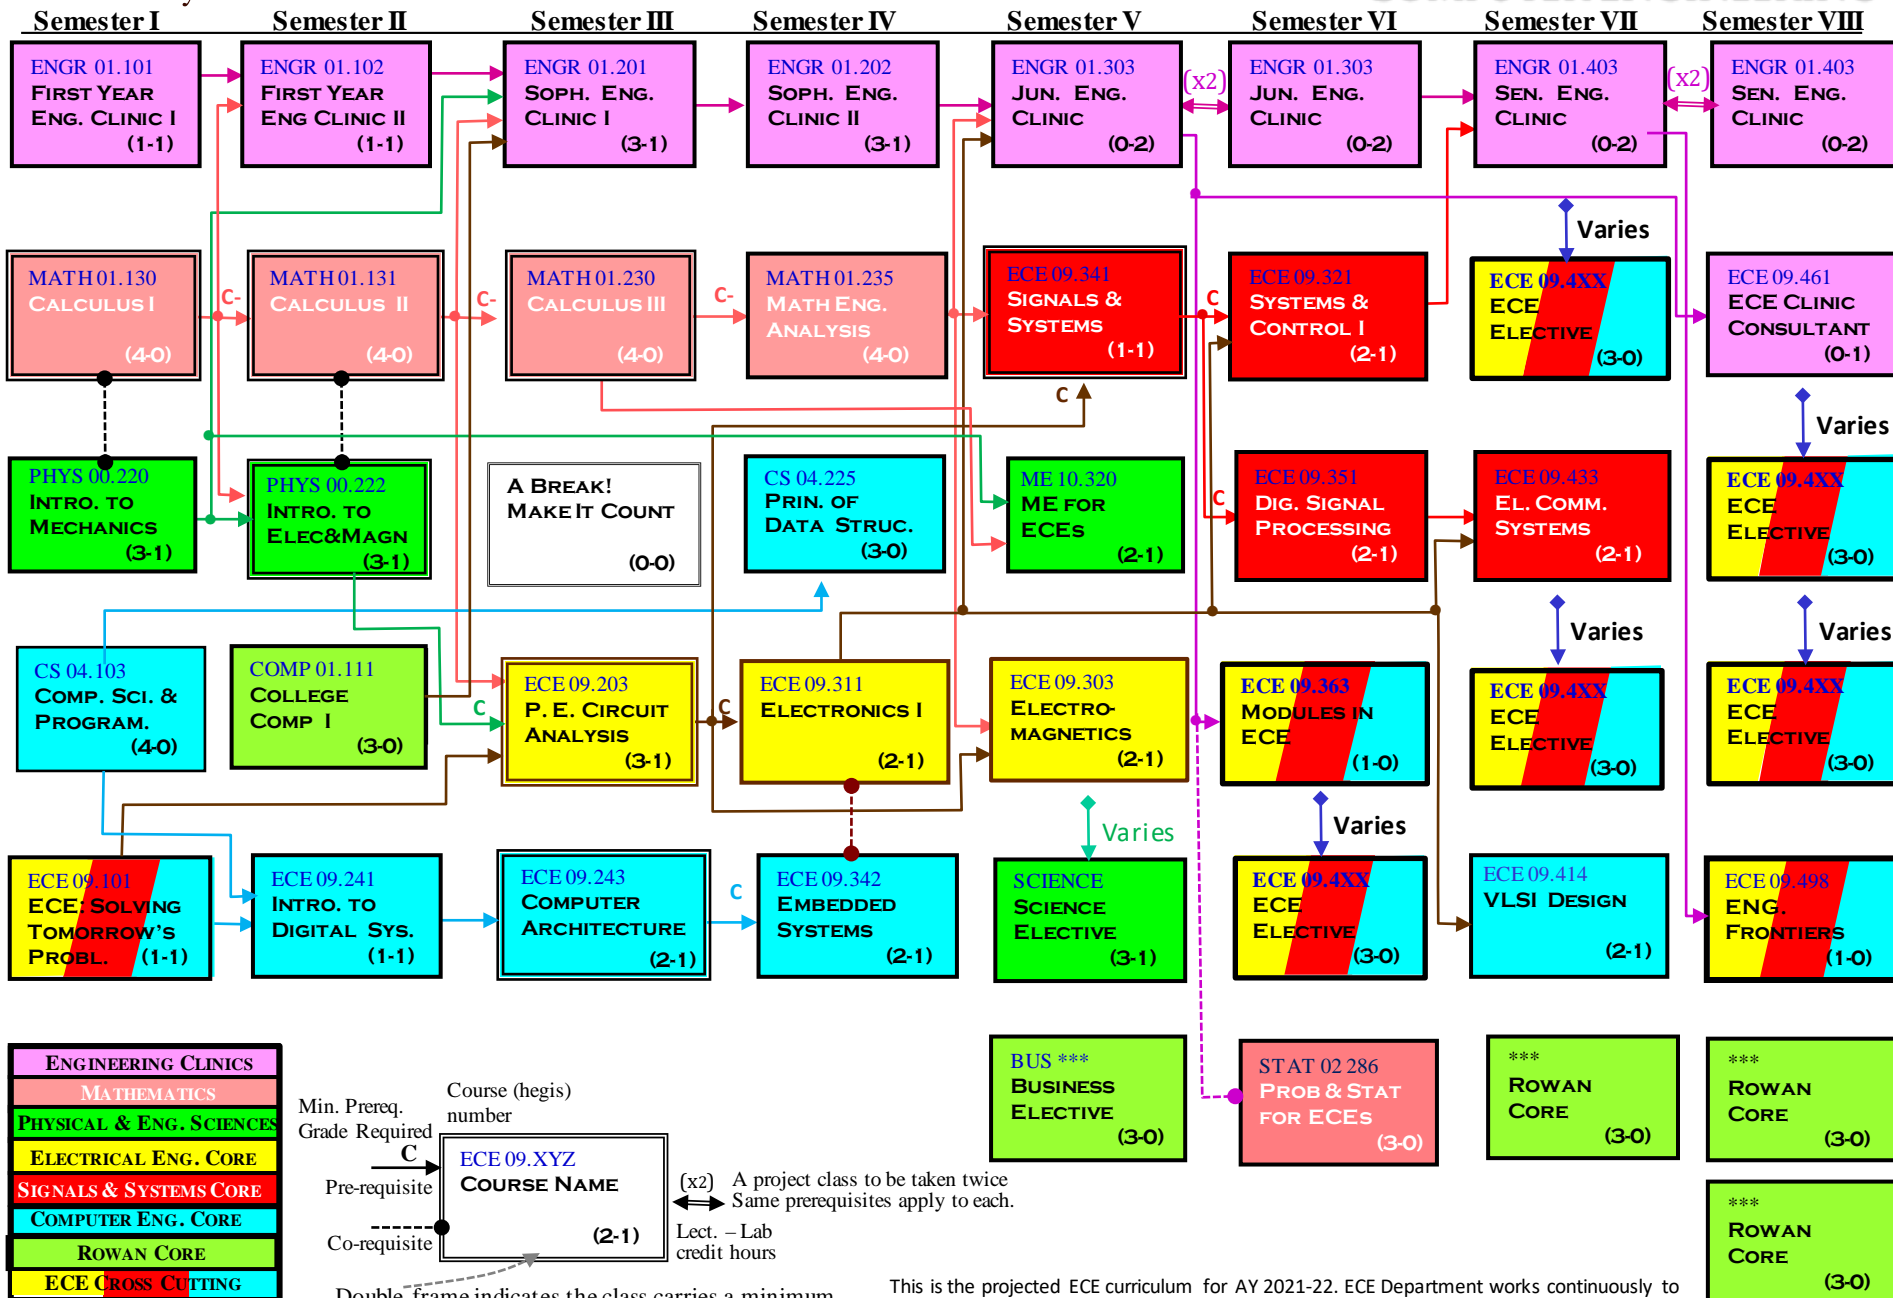 Semester I
Semester II
Semester III
Semester IV
Semester V
Semester VI
Semester VII
Semester VIII
ENGR 01.101
FIRST YEAR
ENG. CLINIC I
(1-1)
ENGR 01.102
FIRST YEAR
ENG CLINIC II
(1-1)
ENGR 01.201
SOPH. ENG.
CLINIC I
(3-1)
ENGR 01.202
SOPH. ENG.
CLINIC II
(3-1)
ENGR 01.303
JUN. ENG.
CLINIC
(0-2)
(x2)
ENGR 01.303
JUN. ENG.
CLINIC
(0-2)
ENGR 01.403
SEN. ENG.
CLINIC
(0-2)
(x2)
ENGR 01.403
SEN. ENG.
CLINIC
(0-2)
Varies
MATH 01.130
CALCULUS I
(4-0)
C-
MATH 01.131
CALCULUS II
(4-0)
C-
MATH 01.230
CALCULUS III
(4-0)
C-
MATH 01.235
MATH ENG.
ANALYSIS
(4-0)
ECE 09.341
SIGNALS &
SYSTEMS
(1-1)
C
C
ECE 09.321
SYSTEMS &
CONTROL I
(2-1)
ECE 09.4XX
ECE
ELECTIVE
(3-0)
ECE 09.461
ECE CLINIC
CONSULTANT
(0-1)
Varies
PHYS 00.220
INTRO. TO
MECHANICS
(3-1)
PHYS 00.222
INTRO. TO
ELEC&MAGN
(3-1)
A BREAK!
MAKE IT COUNT
(0-0)
CS 04.225
PRIN. OF
DATA STRUC.
(3-0)
ME 10.320
ME FOR
ECES
(2-1)
C
ECE 09.351
DIG. SIGNAL
PROCESSING
(2-1)
ECE 09.433
EL. COMM.
SYSTEMS
(2-1)
ECE 09.4XX
ECE
ELECTIVE
(3-0)
Varies
Varies
CS 04.103
COMP. SCI. &
PROGRAM.
(4-0)
COMP 01.111
COLLEGE
COMP I
(3-0)
C
ECE 09.203
P. E. CIRCUIT
ANALYSIS
(3-1)
C
ECE 09.311
ELECTRONICS I
(2-1)
ECE 09.303
ELECTRO-
MAGNETICS
(2-1)
ECE 09.363
MODULES IN
ECE
(1-0)
ECE 09.4XX
ECE
ELECTIVE
(3-0)
ECE 09.4XX
ECE
ELECTIVE
(3-0)
Varies
Varies
ECE 09.101
ECE: SOLVING
TOMORROW'S
PROBL. (1-1)
ECE 09.241
INTRO. TO
DIGITAL SYS.
(1-1)
ECE 09.243
COMPUTER
ARCHITECTURE
(2-1)
C
ECE 09.342
EMBEDDED
SYSTEMS
(2-1)
SCIENCE
SCIENCE
ELECTIVE
(3-1)
ECE 09.4XX
ECE
ELECTIVE
(3-0)
ECE 09.414
VLSI DESIGN
(2-1)
ECE 09.498
ENG.
FRONTIERS
(1-0)
BUS ***
BUSINESS
ELECTIVE
(3-0)
STAT 02 286
PROB & STAT
FOR ECES
(3-0)
***
ROWAN
CORE
(3-0)
***
ROWAN
CORE
(3-0)
***
ROWAN
CORE
(3-0)
ENGINEERING CLINICS
MATHEMATICS
PHYSICAL & ENG. SCIENCES
ELECTRICAL ENG. CORE
SIGNALS & SYSTEMS CORE
COMPUTER ENG. CORE
ROWAN CORE
ECE CROSS CUTTING
Min. Prereq.
Grade Required
C
Pre-requisite
Co-requisite
Course (hegis)
number
ECE 09.XYZ
COURSE NAME
(2-1)
(x2) A project class to be taken twice
Same prerequisites apply to each.
Lect. – Lab
credit hours
Double frame indicates the class carries a minimum
This is the projected ECE curriculum for AY 2021-22. ECE Department works continuously to